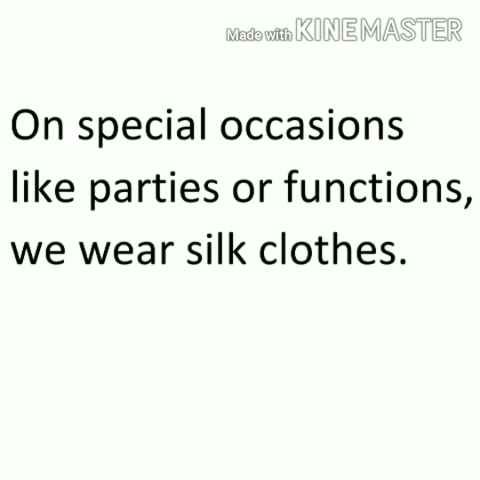 Made with KINEMASTER
On special occasions
like parties or functions,
we wear silk clothes.